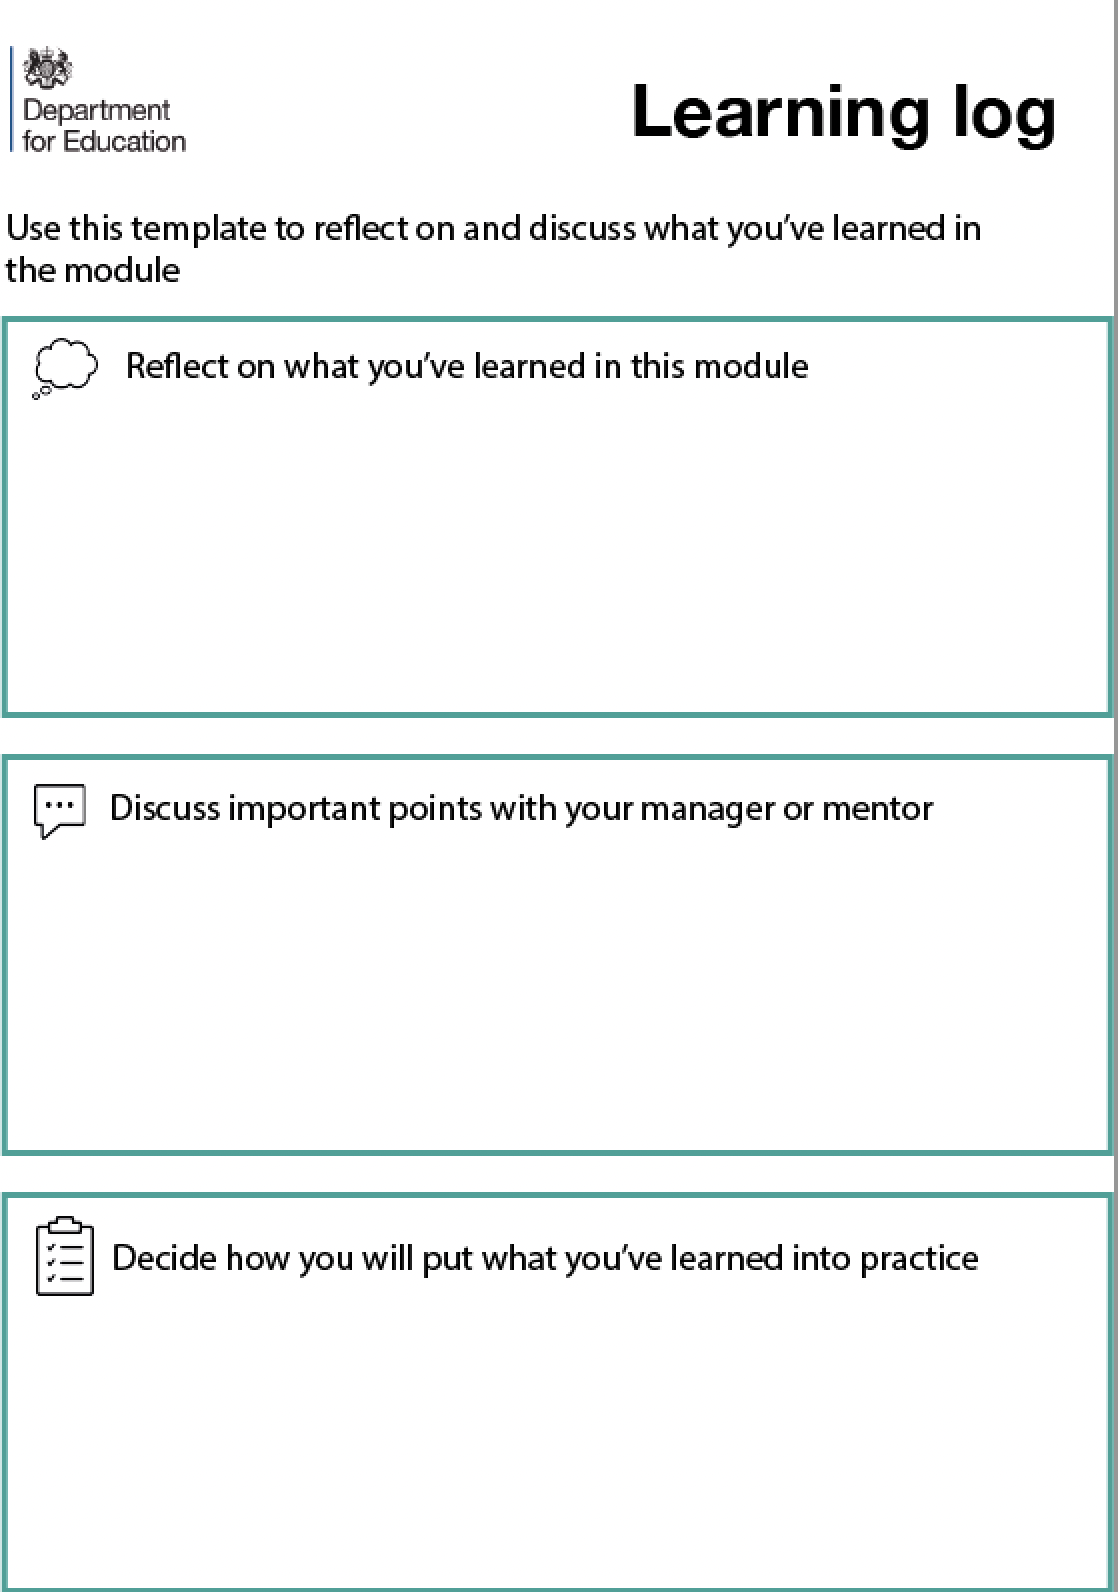 Department
for Education
Learning log
Use this template to reflect on and discuss what you’ve learned in
the module
Reflect on what you’ve learned in this module
Discuss important points with your manager or mentor
Decide how you will put what you’ve learned into practice